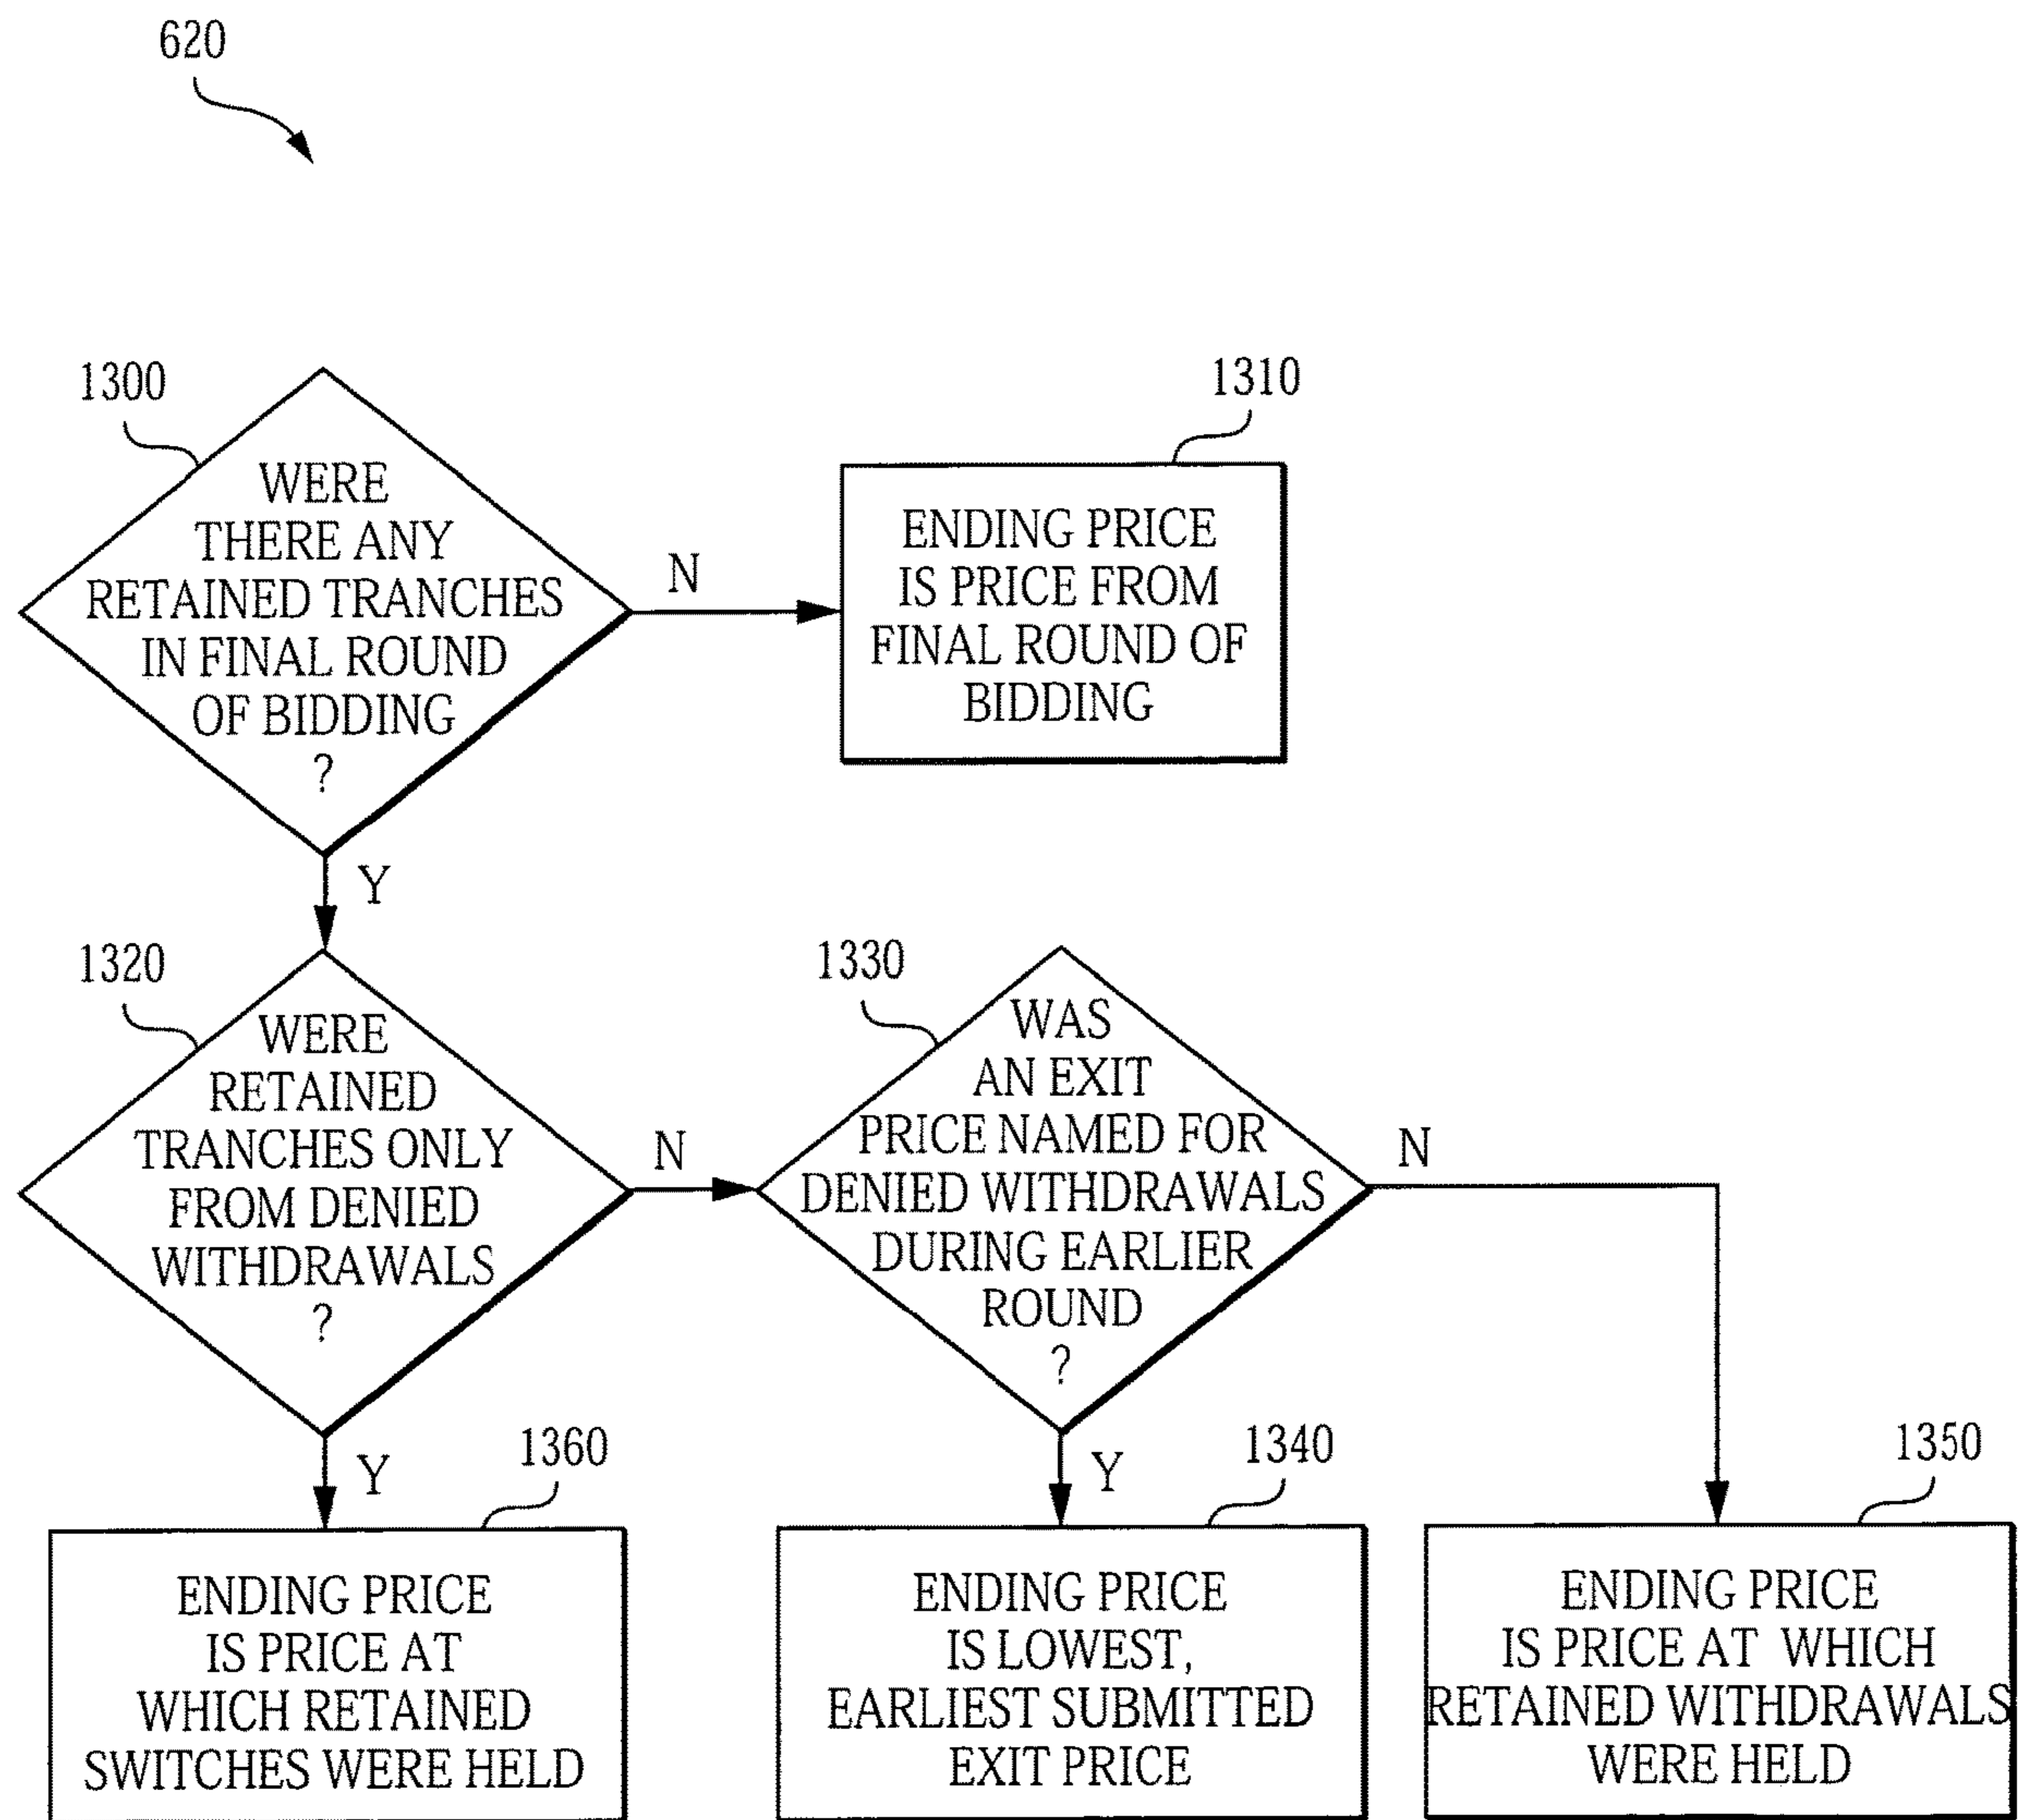 620
1300
WERE
THERE ANY
RETAINED TRANCHES
IN FINAL ROUND
OF BIDDING
?
N
1310
ENDING PRICE
IS PRICE FROM
FINAL ROUND OF
BIDDING
Y
1320
WERE
RETAINED
TRANCHES ONLY
FROM DENIED
WITHDRAWALS
?
N
1330
WAS
AN EXIT
PRICE NAMED FOR
DENIED WITHDRAWALS
DURING EARLIER
ROUND
?
N
Y
1360
ENDING PRICE
IS PRICE AT
WHICH RETAINED
SWITCHES WERE HELD
Y
1340
ENDING PRICE
IS LOWEST,
EARLIEST SUBMITTED
EXIT PRICE
1350
ENDING PRICE
IS PRICE AT WHICH
RETAINED WITHDRAWALS
WERE HELD